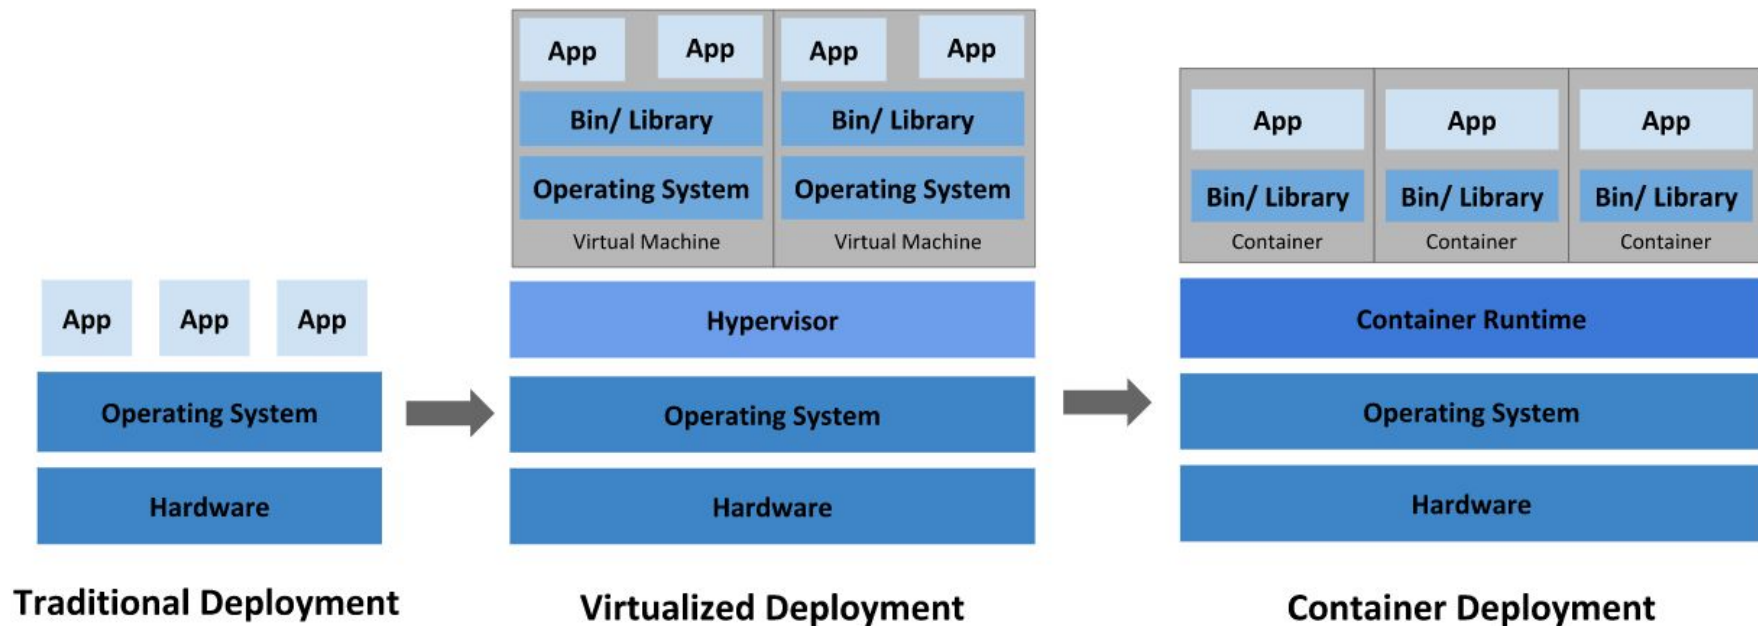 App App App
Operating System
Hardware
Traditional Deployment
App App App App
Bin/ Library Bin/ Library
Operating System Operating System
Virtual Machine Virtual Machine
Hypervisor
Operating System
Hardware
Virtualized Deployment
App App App
Bin/ Library Bin/ Library Bin/ Library
Container Container Container
Container Runtime
Operating System
Hardware
Container Deployment